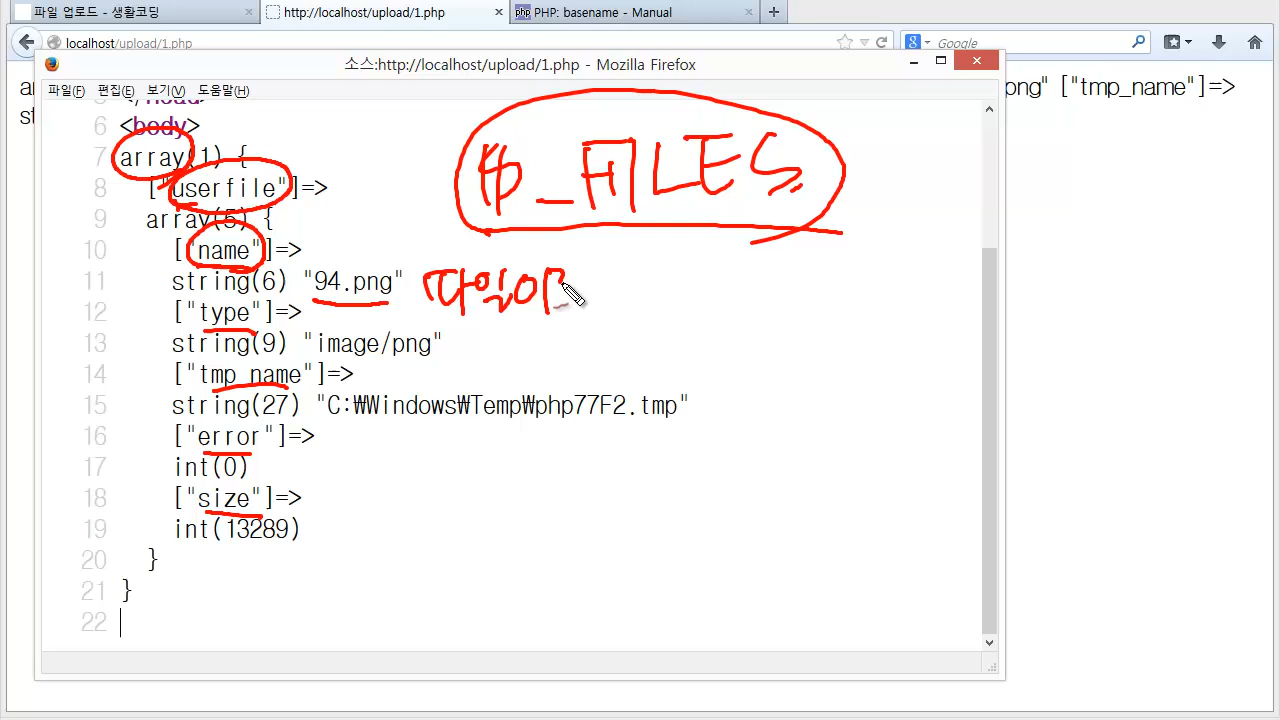 파일 업로드 - 생활코딩
http://localhost/upload/1.php
PHP: basename - Manual
localhost/upload/1.php
Google
소스:http://localhost/upload/1.php - Mozilla Firefox
파일(F) 편집(E) 보기(V) 도움말(H)
png" ["tmp_name"]=>
6 <body>
7 array(1) {
8 ["userfile"]=>
9 array(5) {
10 ["name"]=>
11 string(6) "94.png"
12 ["type"]=>
13 string(9) "image/png"
14 ["tmp_name"]=>
15 string(27) "C:\Windows\Temp\php77F2.tmp"
16 ["error"]=>
17 int(0)
18 ["size"]=>
19 int(13289)
20 }
21 }
22
$_FILES
파일이